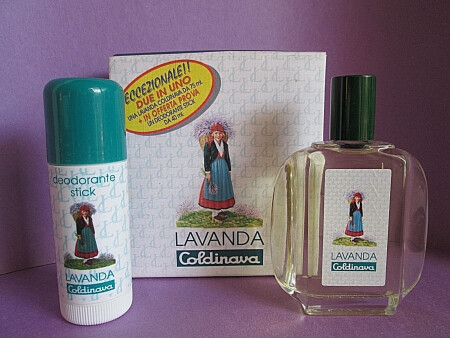 ECCEZIONALE!!
DUE IN UNO
UNA LAVANDA COLDINAVA DA 75 ml.
+ IN OFFERTA PROVA
UN DEODORANTE STICK
DA 40 ml.
LAVANDA
Coldinava
deodorante
stick
LAVANDA
Coldinava
LAVANDA
Coldinava